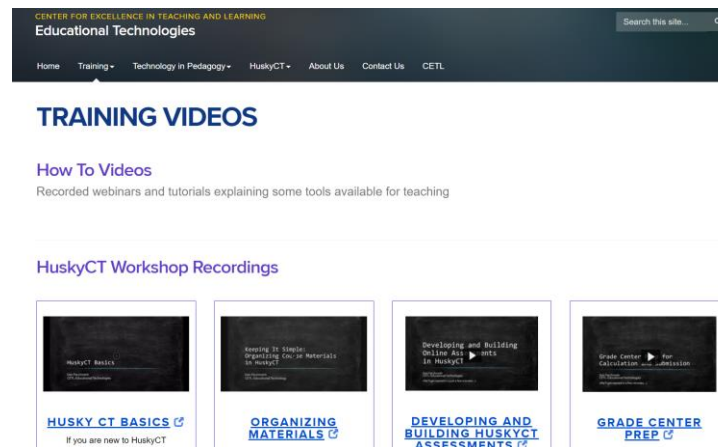 CENTER FOR EXCELLENCE IN TEACHING AND LEARNING
Educational Technologies
Search this site...
Home Training Technology in Pedagogy HuskyCT About Us Contact Us CETL
TRAINING VIDEOS
How To Videos
Recorded webinars and tutorials explaining some tools available for teaching
HuskyCT Workshop Recordings
HuskyCT Basics
HUSKY CT BASICS
If you are new to HuskyCT
Keeping It Simple:
Organizing Course Materials
in HuskyCT
ORGANIZING
MATERIALS
Developing and Building
Online
in HuskyCT
DEVELOPING AND
BUILDING HUSKYCT
ASSESSMENTS
Grade Center for
Calculation Submission
GRADE CENTER
PREP